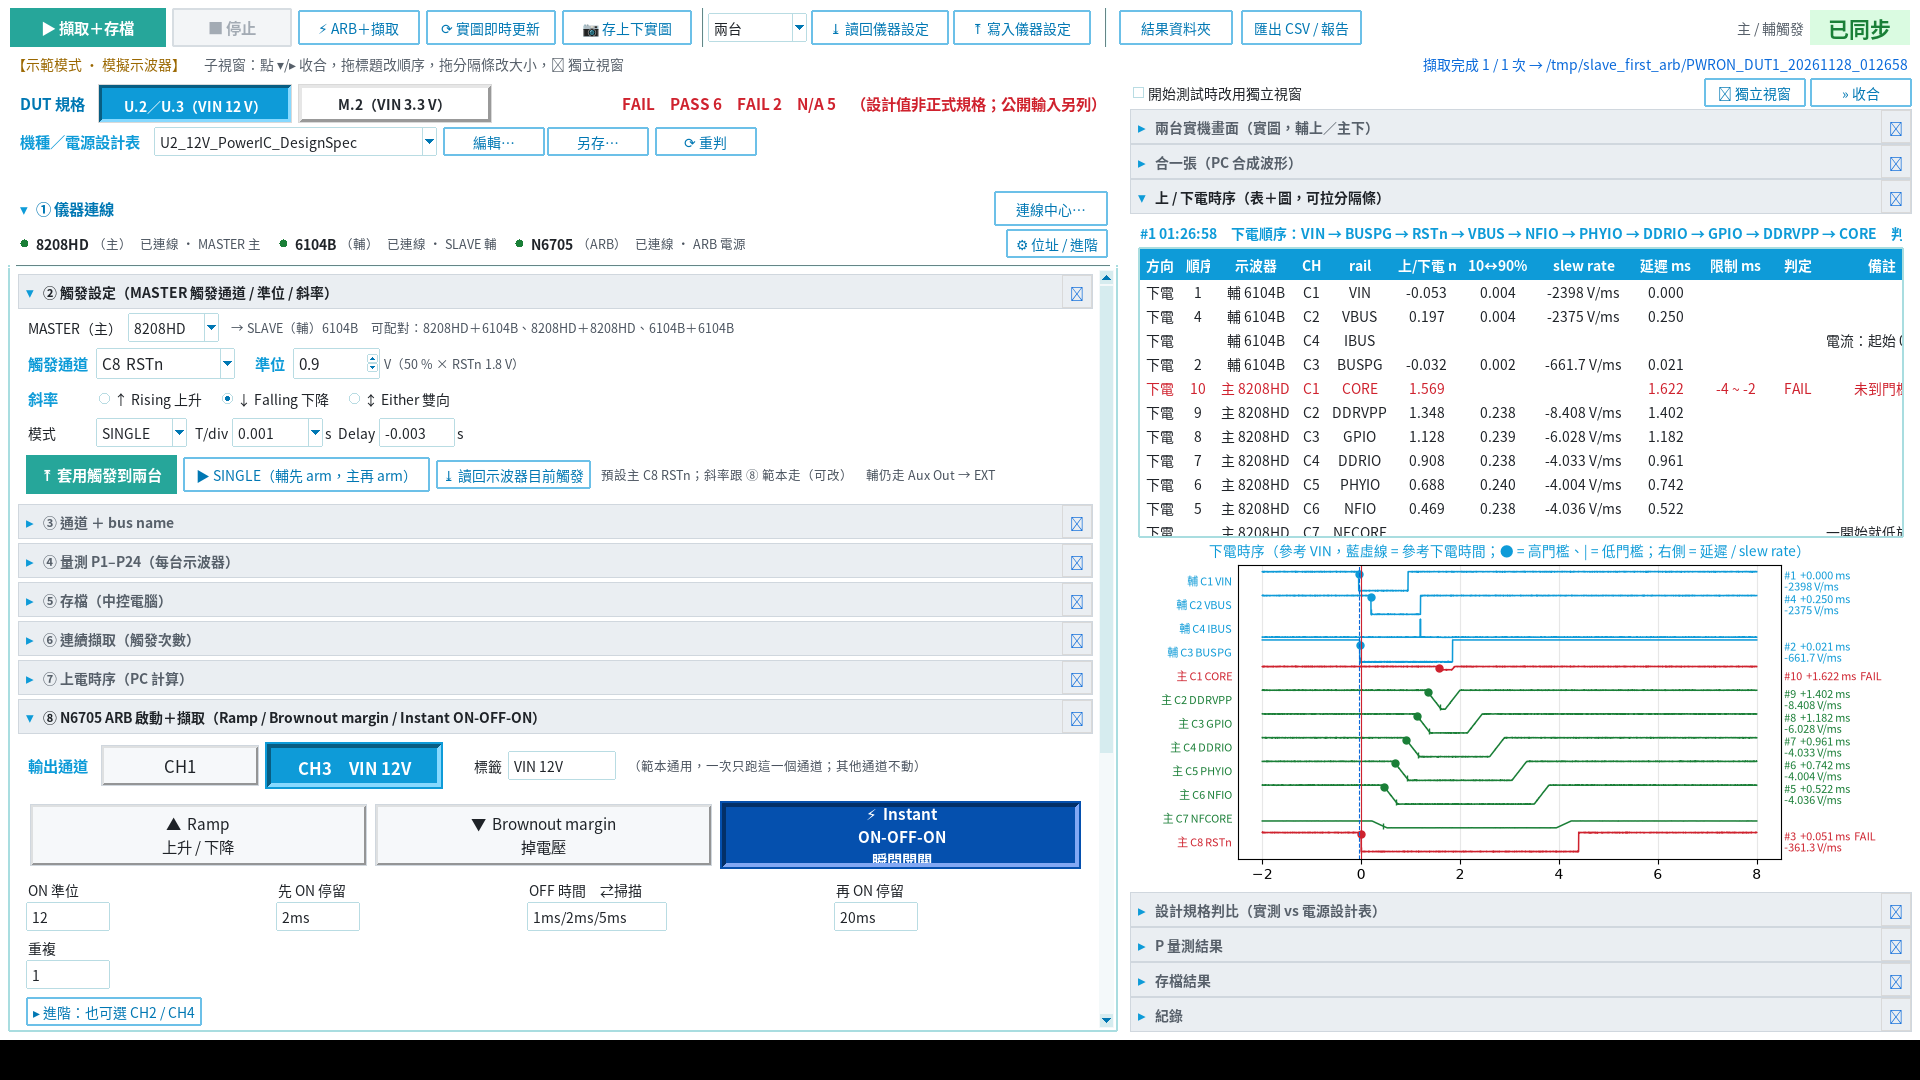 ▶ 擷取＋存檔　■ 停止　⚡ ARB＋擷取　⟳ 實圖即時更新　📷 存上下實圖　兩台　⤓ 讀回儀器設定　⤒ 寫入儀器設定　結果資料夾　匯出 CSV / 報告　主 / 輔觸發　已同步
【示範模式 · 模擬示波器】　子視窗：點 ▾/▸ 收合，拖標題改順序，拖分隔條改大小，獨立視窗　擷取完成 1 / 1 次 → /tmp/slave_first_arb/PWRON_DUT1_20261128_012658
DUT 規格　U.2／U.3（VIN 12 V）　M.2（VIN 3.3 V）　FAIL　PASS 6　FAIL 2　N/A 5　（設計值非正式規格；公開輸入另列）
機種／電源設計表　U2_12V_PowerIC_DesignSpec　編輯…　另存…　⟳ 重判
▼ ① 儀器連線　連線中心…
● 8208HD（主）　已連線 · MASTER 主　● 6104B（輔）　已連線 · SLAVE 輔　● N6705（ARB）　已連線 · ARB 電源　⚙ 位址 / 進階
▼ ② 觸發設定（MASTER 觸發通道 / 準位 / 斜率）
MASTER（主）　8208HD　→ SLAVE（輔）6104B　可配對：8208HD＋6104B、8208HD＋8208HD、6104B＋6104B
觸發通道　C8 RSTn　準位　0.9　V（50 % × RSTn 1.8 V）
斜率　↑ Rising 上升　↓ Falling 下降　↕ Either 雙向
模式　SINGLE　T/div　0.001　s　Delay　-0.003　s
⤒ 套用觸發到兩台　▶ SINGLE（輔先 arm，主再 arm）　⤓ 讀回示波器目前觸發　預設主 C8 RSTn；斜率跟 ⑧ 範本走（可改）　輔仍走 Aux Out → EXT
▸ ③ 通道 ＋ bus name
▸ ④ 量測 P1–P24（每台示波器）
▸ ⑤ 存檔（中控電腦）
▸ ⑥ 連續擷取（觸發次數）
▸ ⑦ 上電時序（PC 計算）
▼ ⑧ N6705 ARB 啟動＋擷取（Ramp / Brownout margin / Instant ON-OFF-ON）
輸出通道　CH1　CH3　VIN 12V　標籤　VIN 12V　（範本通用，一次只跑這一個通道；其他通道不動）
▲ Ramp
上升 / 下降
▼ Brownout margin
掉電壓
⚡ Instant
ON-OFF-ON
瞬間開關
ON 準位　先 ON 停留　OFF 時間　⇄掃描　再 ON 停留
12　2ms　1ms/2ms/5ms　20ms
重複
1
▸ 進階：也可選 CH2 / CH4
開始測試時改用獨立視窗　獨立視窗　» 收合
▸ 兩台實機畫面（實圖，輔上／主下）
▸ 合一張（PC 合成波形）
▼ 上 / 下電時序（表＋圖，可拉分隔條）
#1 01:26:58　下電順序：VIN → BUSPG → RSTn → VBUS → NFIO → PHYIO → DDRIO → GPIO → DDRVPP → CORE　判
方向　順序　示波器　CH　rail　上/下電 n　10↔90%　slew rate　延遲 ms　限制 ms　判定　備註
下電　1　輔 6104B　C1　VIN　-0.053　0.004　-2398 V/ms　0.000
下電　4　輔 6104B　C2　VBUS　0.197　0.004　-2375 V/ms　0.250
下電　輔 6104B　C4　IBUS　電流：起始
下電　2　輔 6104B　C3　BUSPG　-0.032　0.002　-661.7 V/ms　0.021
下電　10　主 8208HD　C1　CORE　1.569　1.622　-4 ~ -2　FAIL　未到門檻
下電　9　主 8208HD　C2　DDRVPP　1.348　0.238　-8.408 V/ms　1.402
下電　8　主 8208HD　C3　GPIO　1.128　0.239　-6.028 V/ms　1.182
下電　7　主 8208HD　C4　DDRIO　0.908　0.238　-4.033 V/ms　0.961
下電　6　主 8208HD　C5　PHYIO　0.688　0.240　-4.004 V/ms　0.742
下電　5　主 8208HD　C6　NFIO　0.469　0.238　-4.036 V/ms　0.522
下電　主 8208HD　C7　NFCORE　一開始就低於
下電時序（參考 VIN，藍虛線 = 參考下電時間；● = 高門檻、| = 低門檻；右側 = 延遲 / slew rate）
輔 C1 VIN　#1 +0.000 ms
-2398 V/ms
輔 C2 VBUS　#4 +0.250 ms
-2375 V/ms
輔 C4 IBUS
輔 C3 BUSPG　#2 +0.021 ms
-661.7 V/ms
主 C1 CORE　#10 +1.622 ms FAIL
主 C2 DDRVPP　#9 +1.402 ms
-8.408 V/ms
主 C3 GPIO　#8 +1.182 ms
-6.028 V/ms
主 C4 DDRIO　#7 +0.961 ms
-4.033 V/ms
主 C5 PHYIO　#6 +0.742 ms
-4.004 V/ms
主 C6 NFIO　#5 +0.522 ms
-4.036 V/ms
主 C7 NFCORE
主 C8 RSTn　#3 +0.051 ms FAIL
-361.3 V/ms
−2　0　2　4　6　8
▸ 設計規格判比（實測 vs 電源設計表）
▸ P 量測結果
▸ 存檔結果
▸ 紀錄